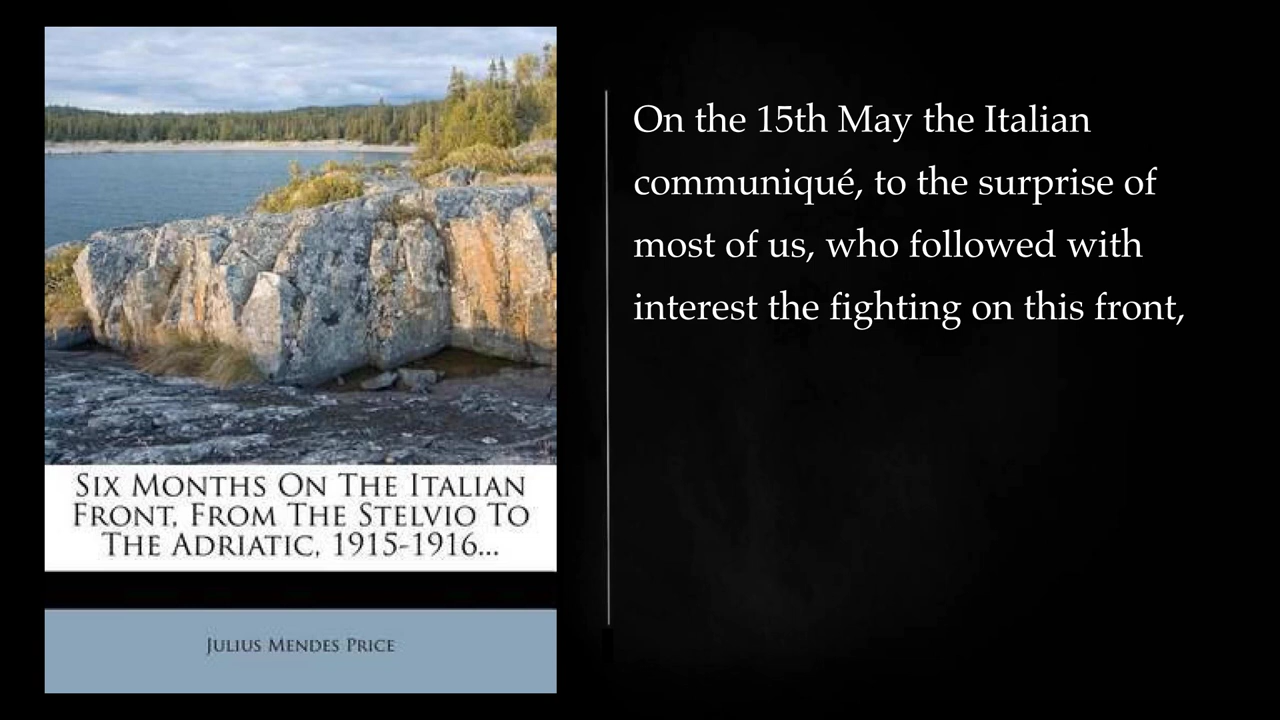 Six Months On The Italian
Front, From The Stelvio To
The Adriatic, 1915-1916...
Julius Mendes Price
On the 15th May the Italian
communiqué, to the surprise of
most of us, who followed with
interest the fighting on this front,